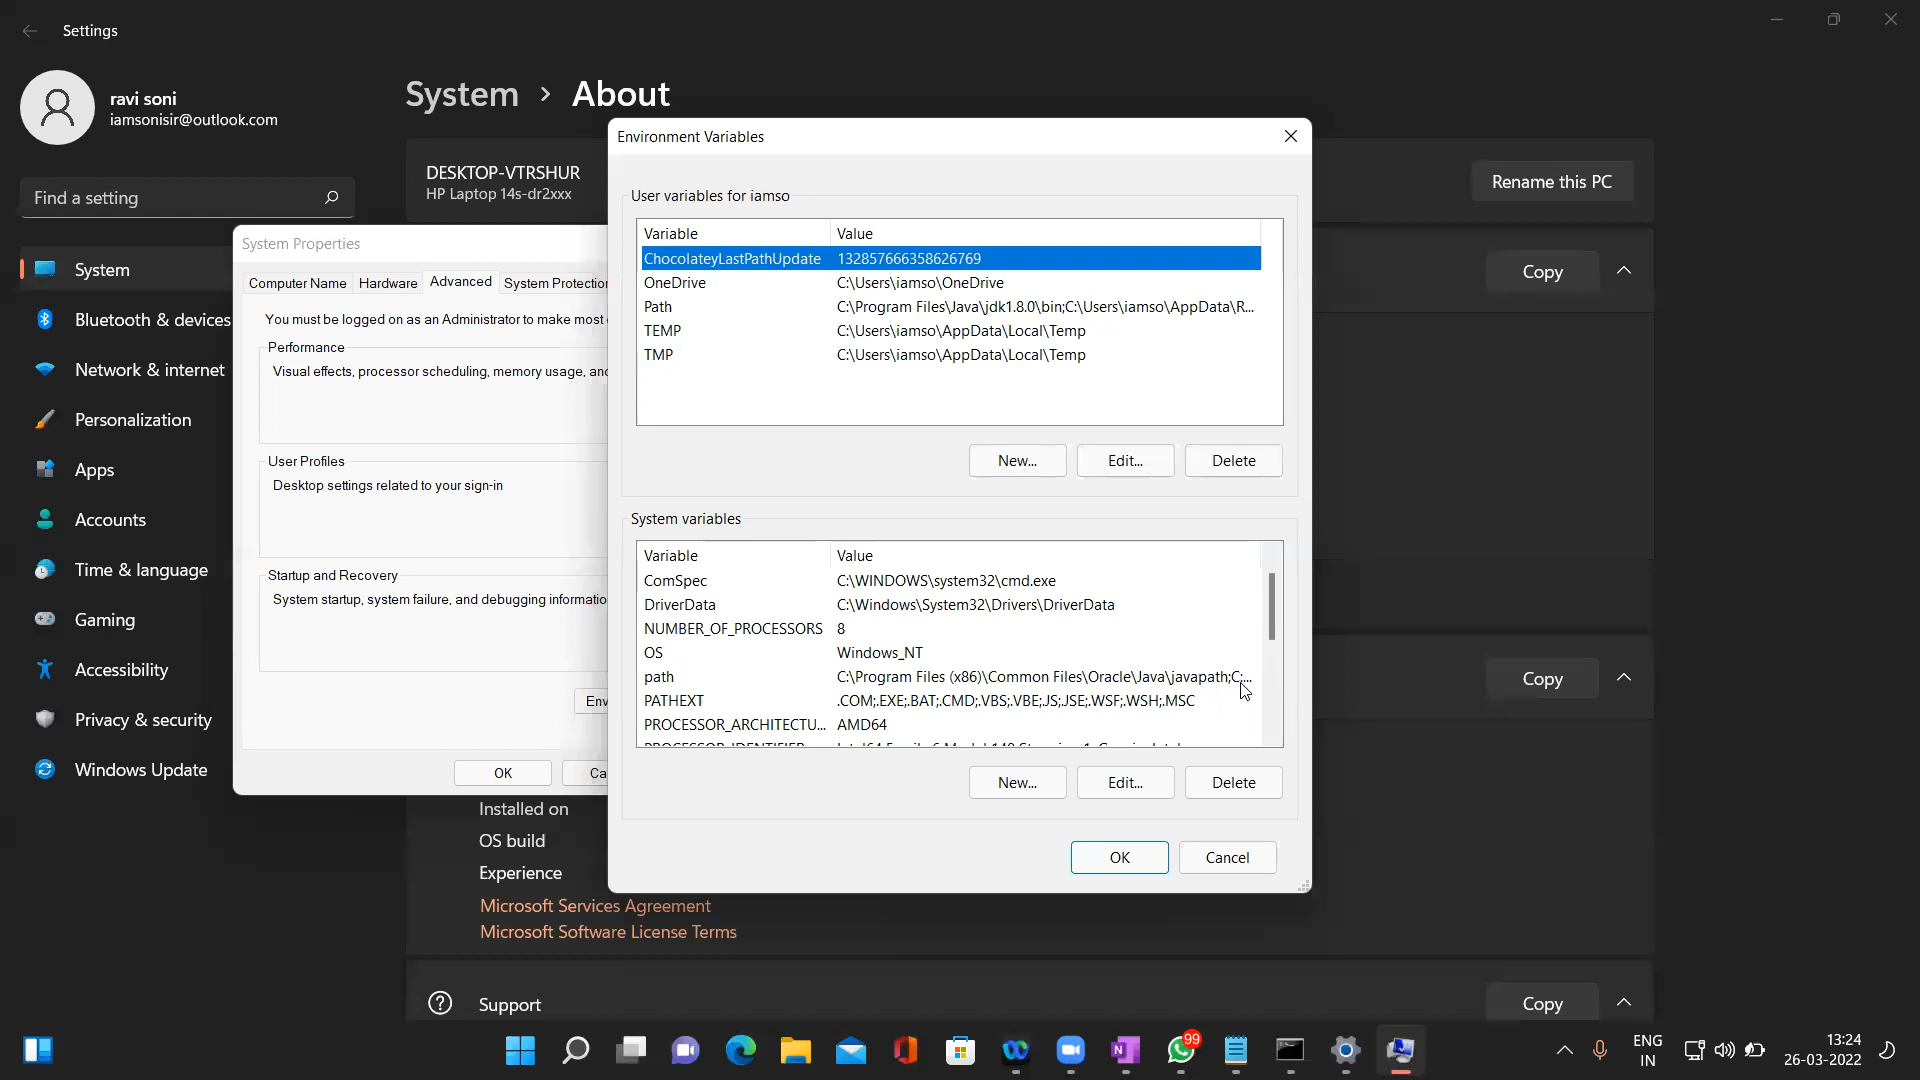 Settings
ravi soni
iamsonisir@outlook.com
Find a setting
System
Bluetooth & devices
Network & internet
Personalization
Apps
Accounts
Time & language
Gaming
Accessibility
Privacy & security
Windows Update
System > About
DESKTOP-VTRSHUR
HP Laptop 14s-dr2xxx
Rename this PC
Copy
System Properties
Computer Name Hardware Advanced System Protection
You must be logged on as an Administrator to make most
Performance
Visual effects, processor scheduling, memory usage, and
User Profiles
Desktop settings related to your sign-in
Startup and Recovery
System startup, system failure, and debugging informatio
Env
OK Ca
Environment Variables
User variables for iamso
Variable Value
ChocolateyLastPathUpdate 132857666358626769
OneDrive C:\Users\iamso\OneDrive
Path C:\Program Files\Java\jdk1.8.0\bin;C:\Users\iamso\AppData\R...
TEMP C:\Users\iamso\AppData\Local\Temp
TMP C:\Users\iamso\AppData\Local\Temp
New... Edit... Delete
System variables
Variable Value
ComSpec C:\WINDOWS\system32\cmd.exe
DriverData C:\Windows\System32\Drivers\DriverData
NUMBER_OF_PROCESSORS 8
OS Windows_NT
path C:\Program Files (x86)\Common Files\Oracle\Java\javapath;C:...
PATHEXT .COM;.EXE;.BAT;.CMD;.VBS;.VBE;.JS;.JSE;.WSF;.WSH;.MSC
PROCESSOR_ARCHITECTU... AMD64
New... Edit... Delete
OK Cancel
Copy
Installed on
OS build
Experience
Microsoft Services Agreement
Microsoft Software License Terms
Support
Copy
99
ENG
IN
13:24
26-03-2022